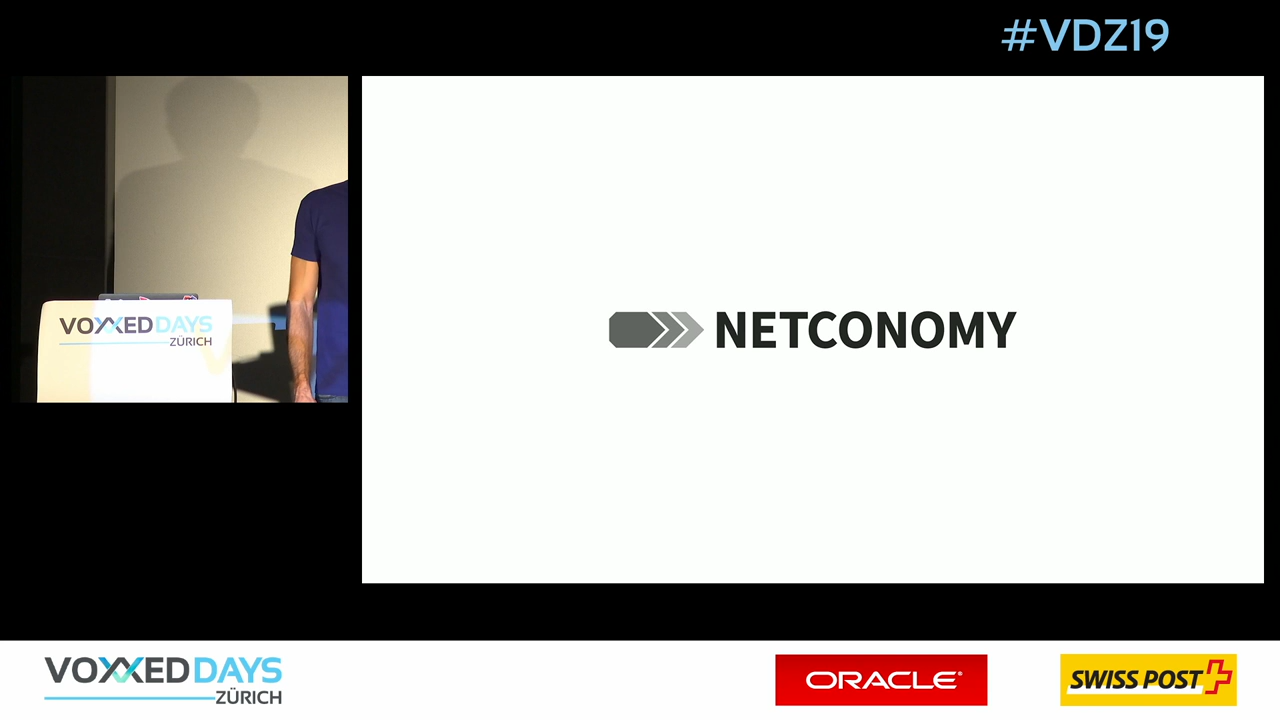 #VDZ19
VOXXED DAYS
ZÜRICH
NETCONOMY
VOXXED DAYS
ZÜRICH
ORACLE
SWISS POST